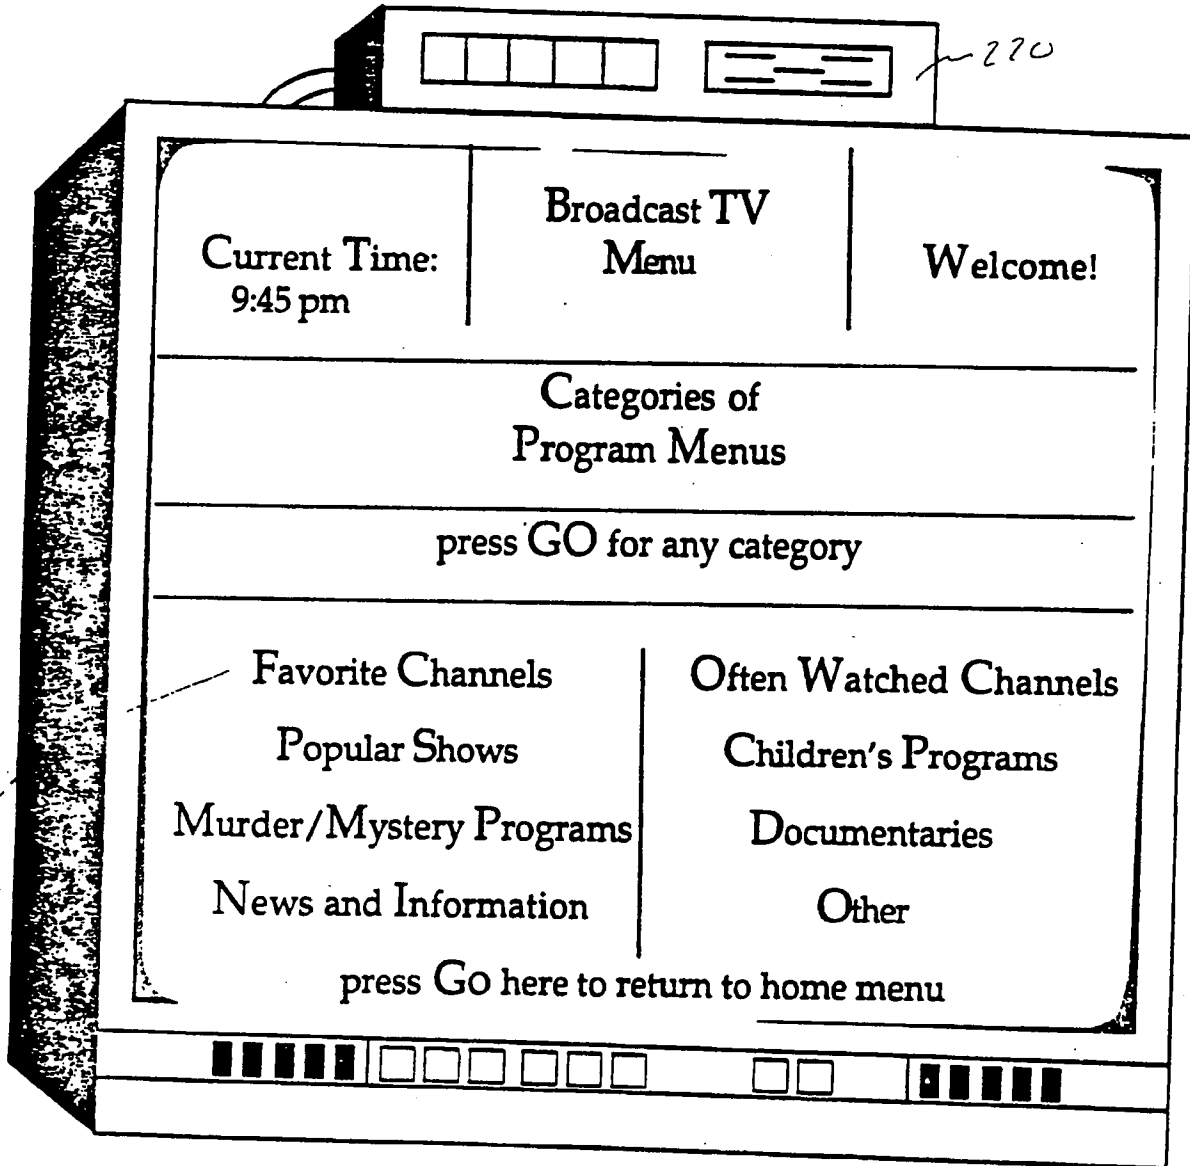 220
Broadcast TV
Menu
Current Time:
9:45 pm
Welcome!
Categories of
Program Menus
press GO for any category
Favorite Channels
Often Watched Channels
Popular Shows
Children's Programs
Murder/Mystery Programs
Documentaries
News and Information
Other
press Go here to return to home menu